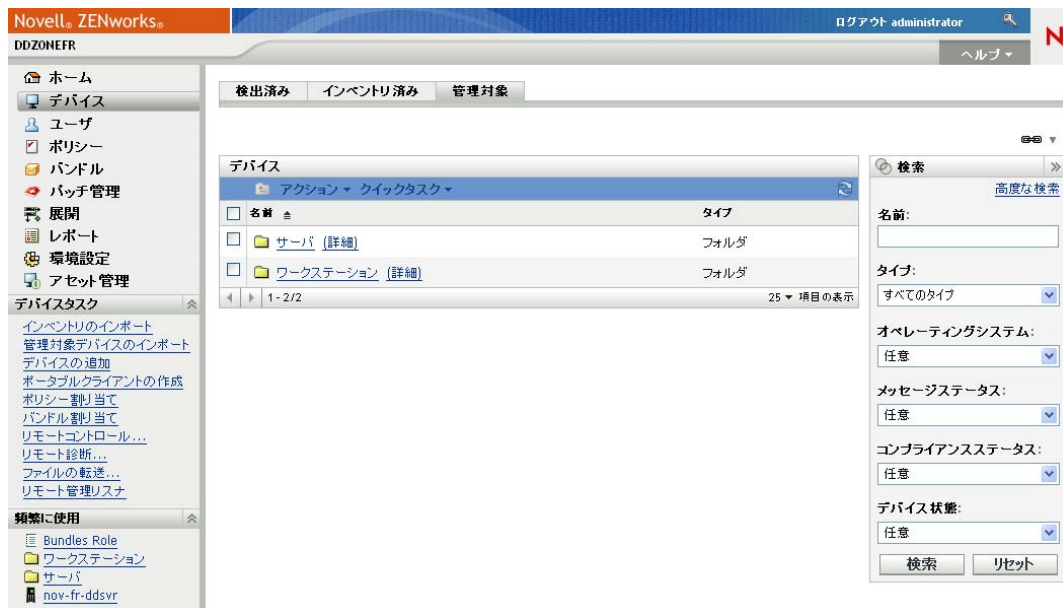 Novell® ZENworks®
ログアウト administrator
N
DDZONEFR
ヘルプ
ホーム
デバイス
ユーザ
ポリシー
バンドル
パッチ管理
展開
レポート
環境設定
アセット管理
デバイスタスク
インベントリのインポート
管理対象デバイスのインポート
デバイスの追加
ポータブルクライアントの作成
ポリシー割り当て
バンドル割り当て
リモートコントロール...
リモート診断...
ファイルの転送...
リモート管理リスナ
頻繁に使用
Bundles Role
ワークステーション
サーバ
nov-fr-ddsvr
検出済み インベントリ済み 管理対象
デバイス
アクション クイックタスク
名前 タイプ
サーバ (詳細) フォルダ
ワークステーション (詳細) フォルダ
1 - 2/2 25 項目の表示
検索
高度な検索
名前:
タイプ:
すべてのタイプ
オペレーティングシステム:
任意
メッセージステータス:
任意
コンプライアンスステータス:
任意
デバイス状態:
任意
検索 リセット